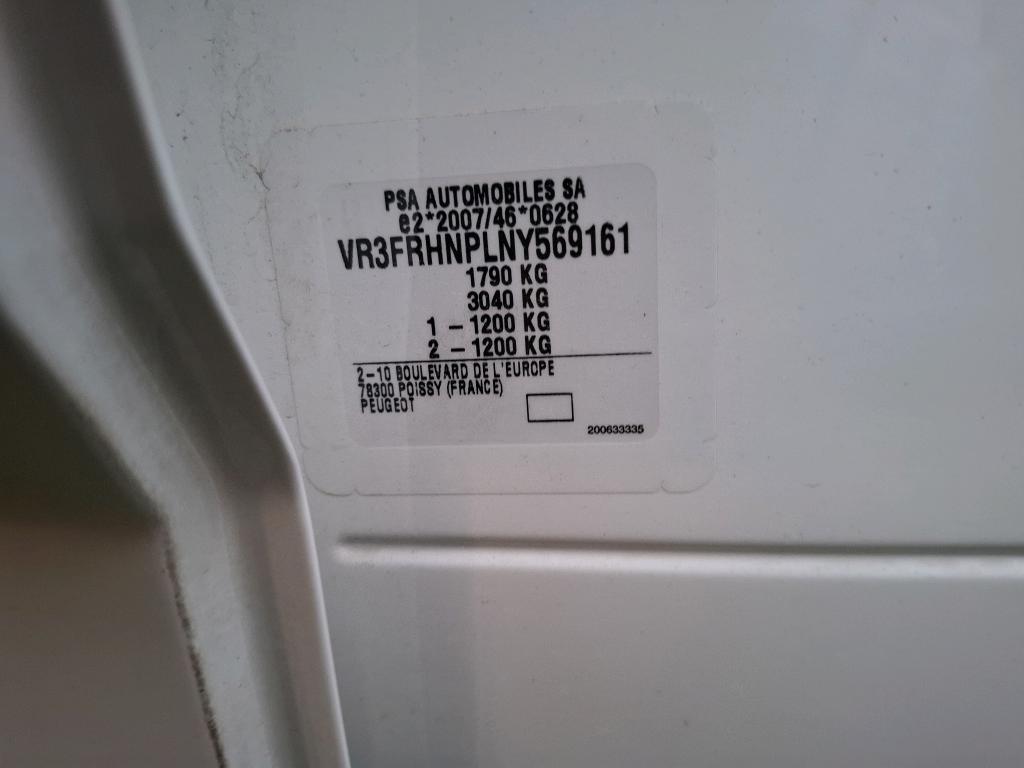 PSA AUTOMOBILES SA
e2*2007/46*0628
VR3FRHNPLNY569161
1790 KG
3040 KG
1 - 1200 KG
2 - 1200 KG
2-10 BOULEVARD DE L'EUROPE
78300 POISSY (FRANCE)
PEUGEOT
200633335